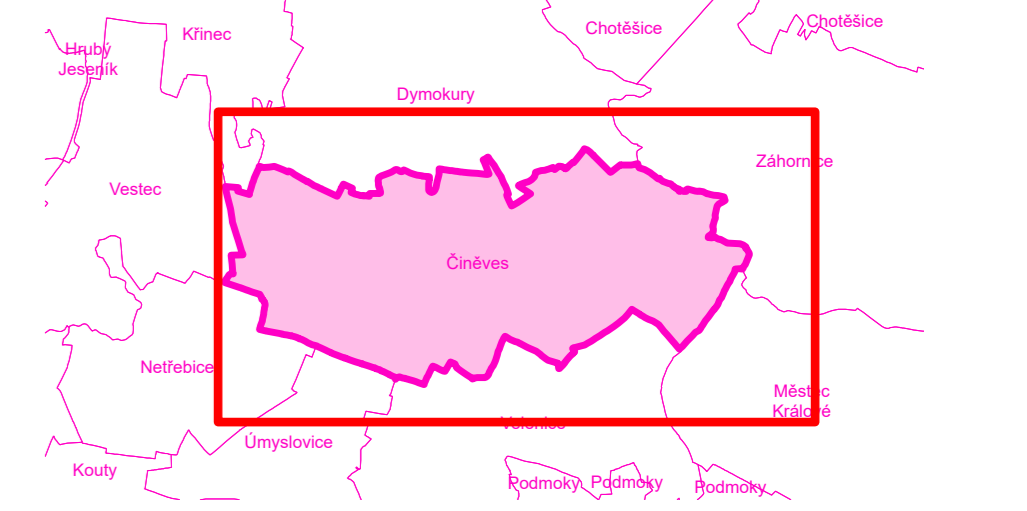 Chotěšice
Chotěšice
Křinec
Hrubý
Jeseník
Dymokury
Záhornice
Vestec
Činěves
Netřebice
Městec
Králové
Úmyslovice
Kouty
Podmoky
Podmoky
Podmoky